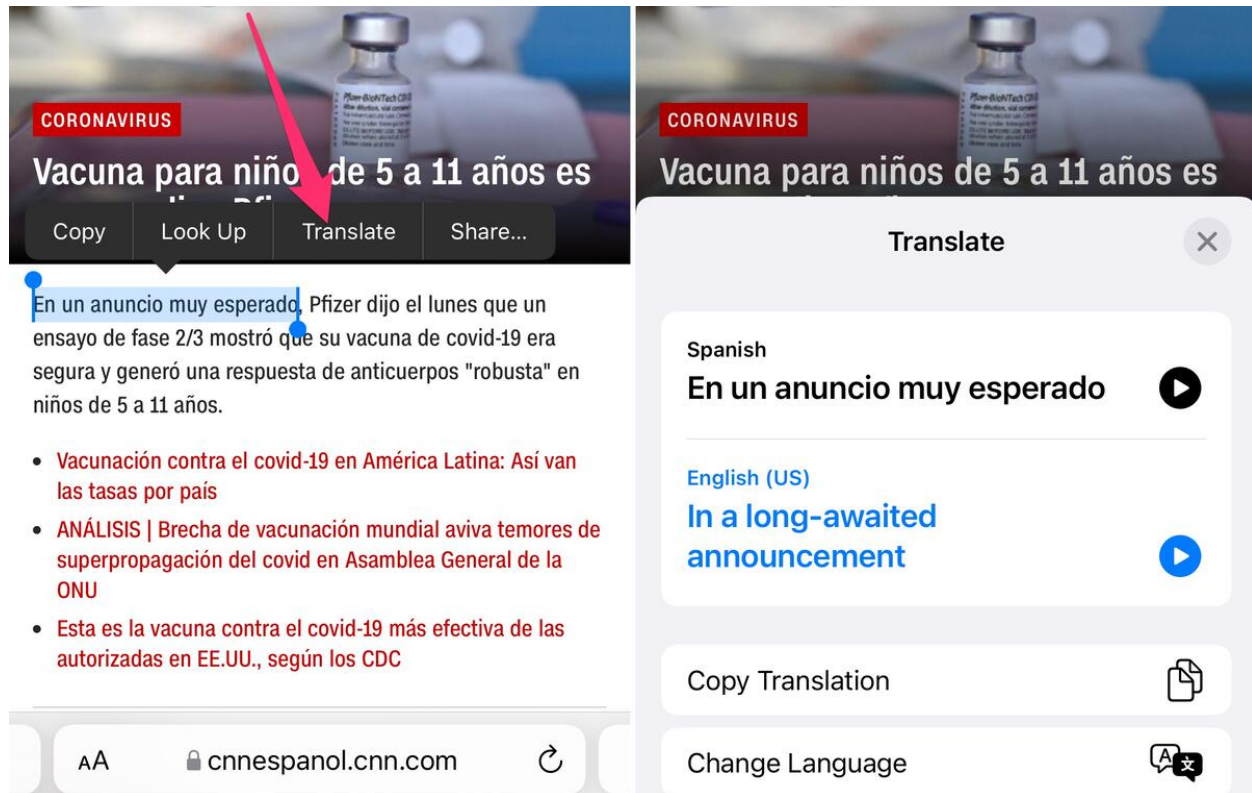 CORONAVIRUS
Vacuna para niños de 5 a 11 años es
Copy
Look Up
Translate
Share...
En un anuncio muy esperado, Pfizer dijo el lunes que un
ensayo de fase 2/3 mostró que su vacuna de covid-19 era
segura y generó una respuesta de anticuerpos "robusta" en
niños de 5 a 11 años.
Vacunación contra el covid-19 en América Latina: Así van
las tasas por país
ANÁLISIS | Brecha de vacunación mundial aviva temores de
superpropagación del covid en Asamblea General de la
ONU
Esta es la vacuna contra el covid-19 más efectiva de las
autorizadas en EE.UU., según los CDC
AA
cnnespanol.cnn.com
CORONAVIRUS
Vacuna para niños de 5 a 11 años es
Translate
Spanish
En un anuncio muy esperado
English (US)
In a long-awaited
announcement
Copy Translation
Change Language